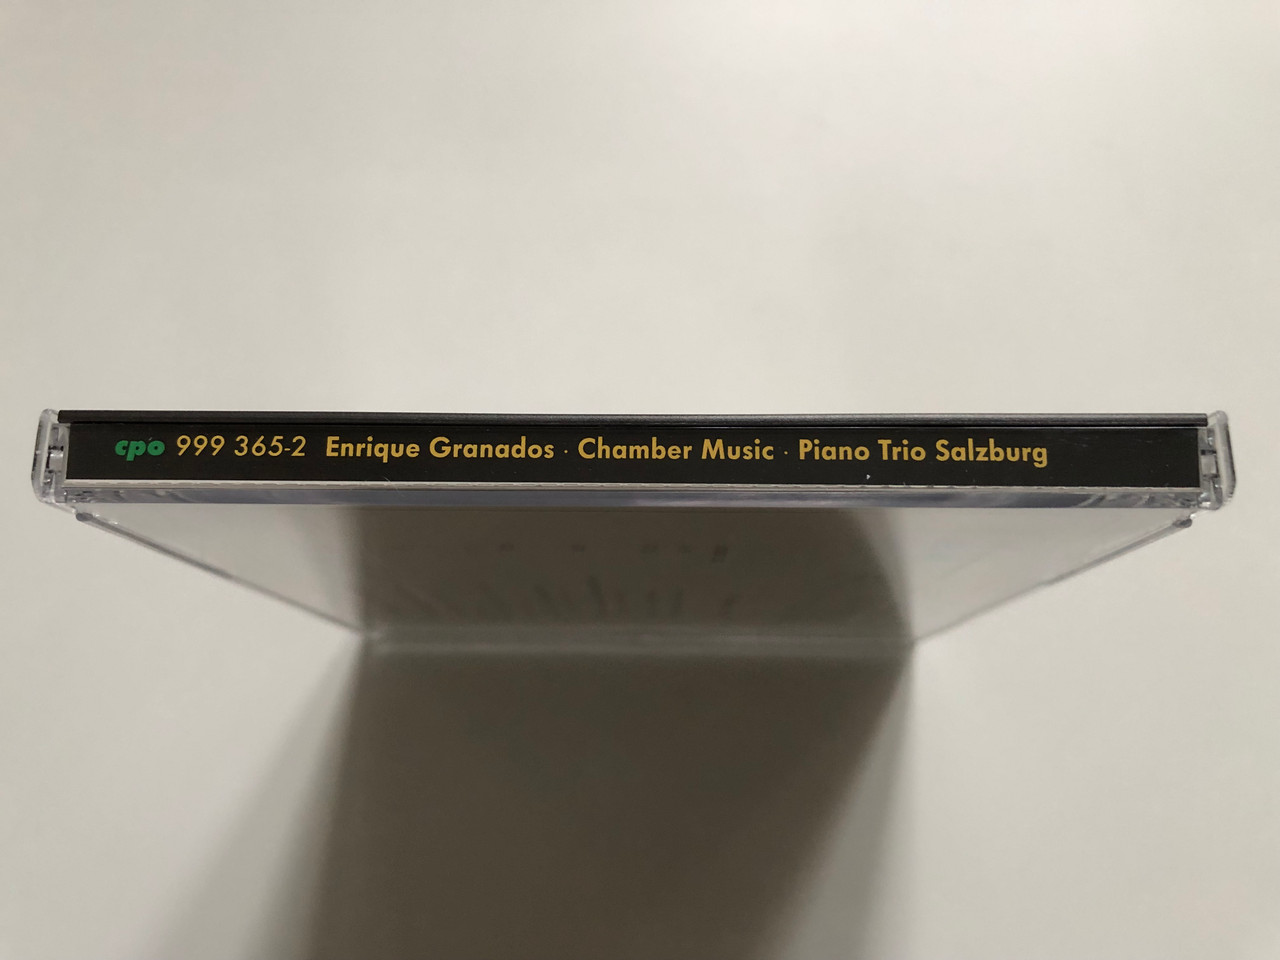 cpo 999 365-2 Enrique Granados · Chamber Music · Piano Trio Salzburg